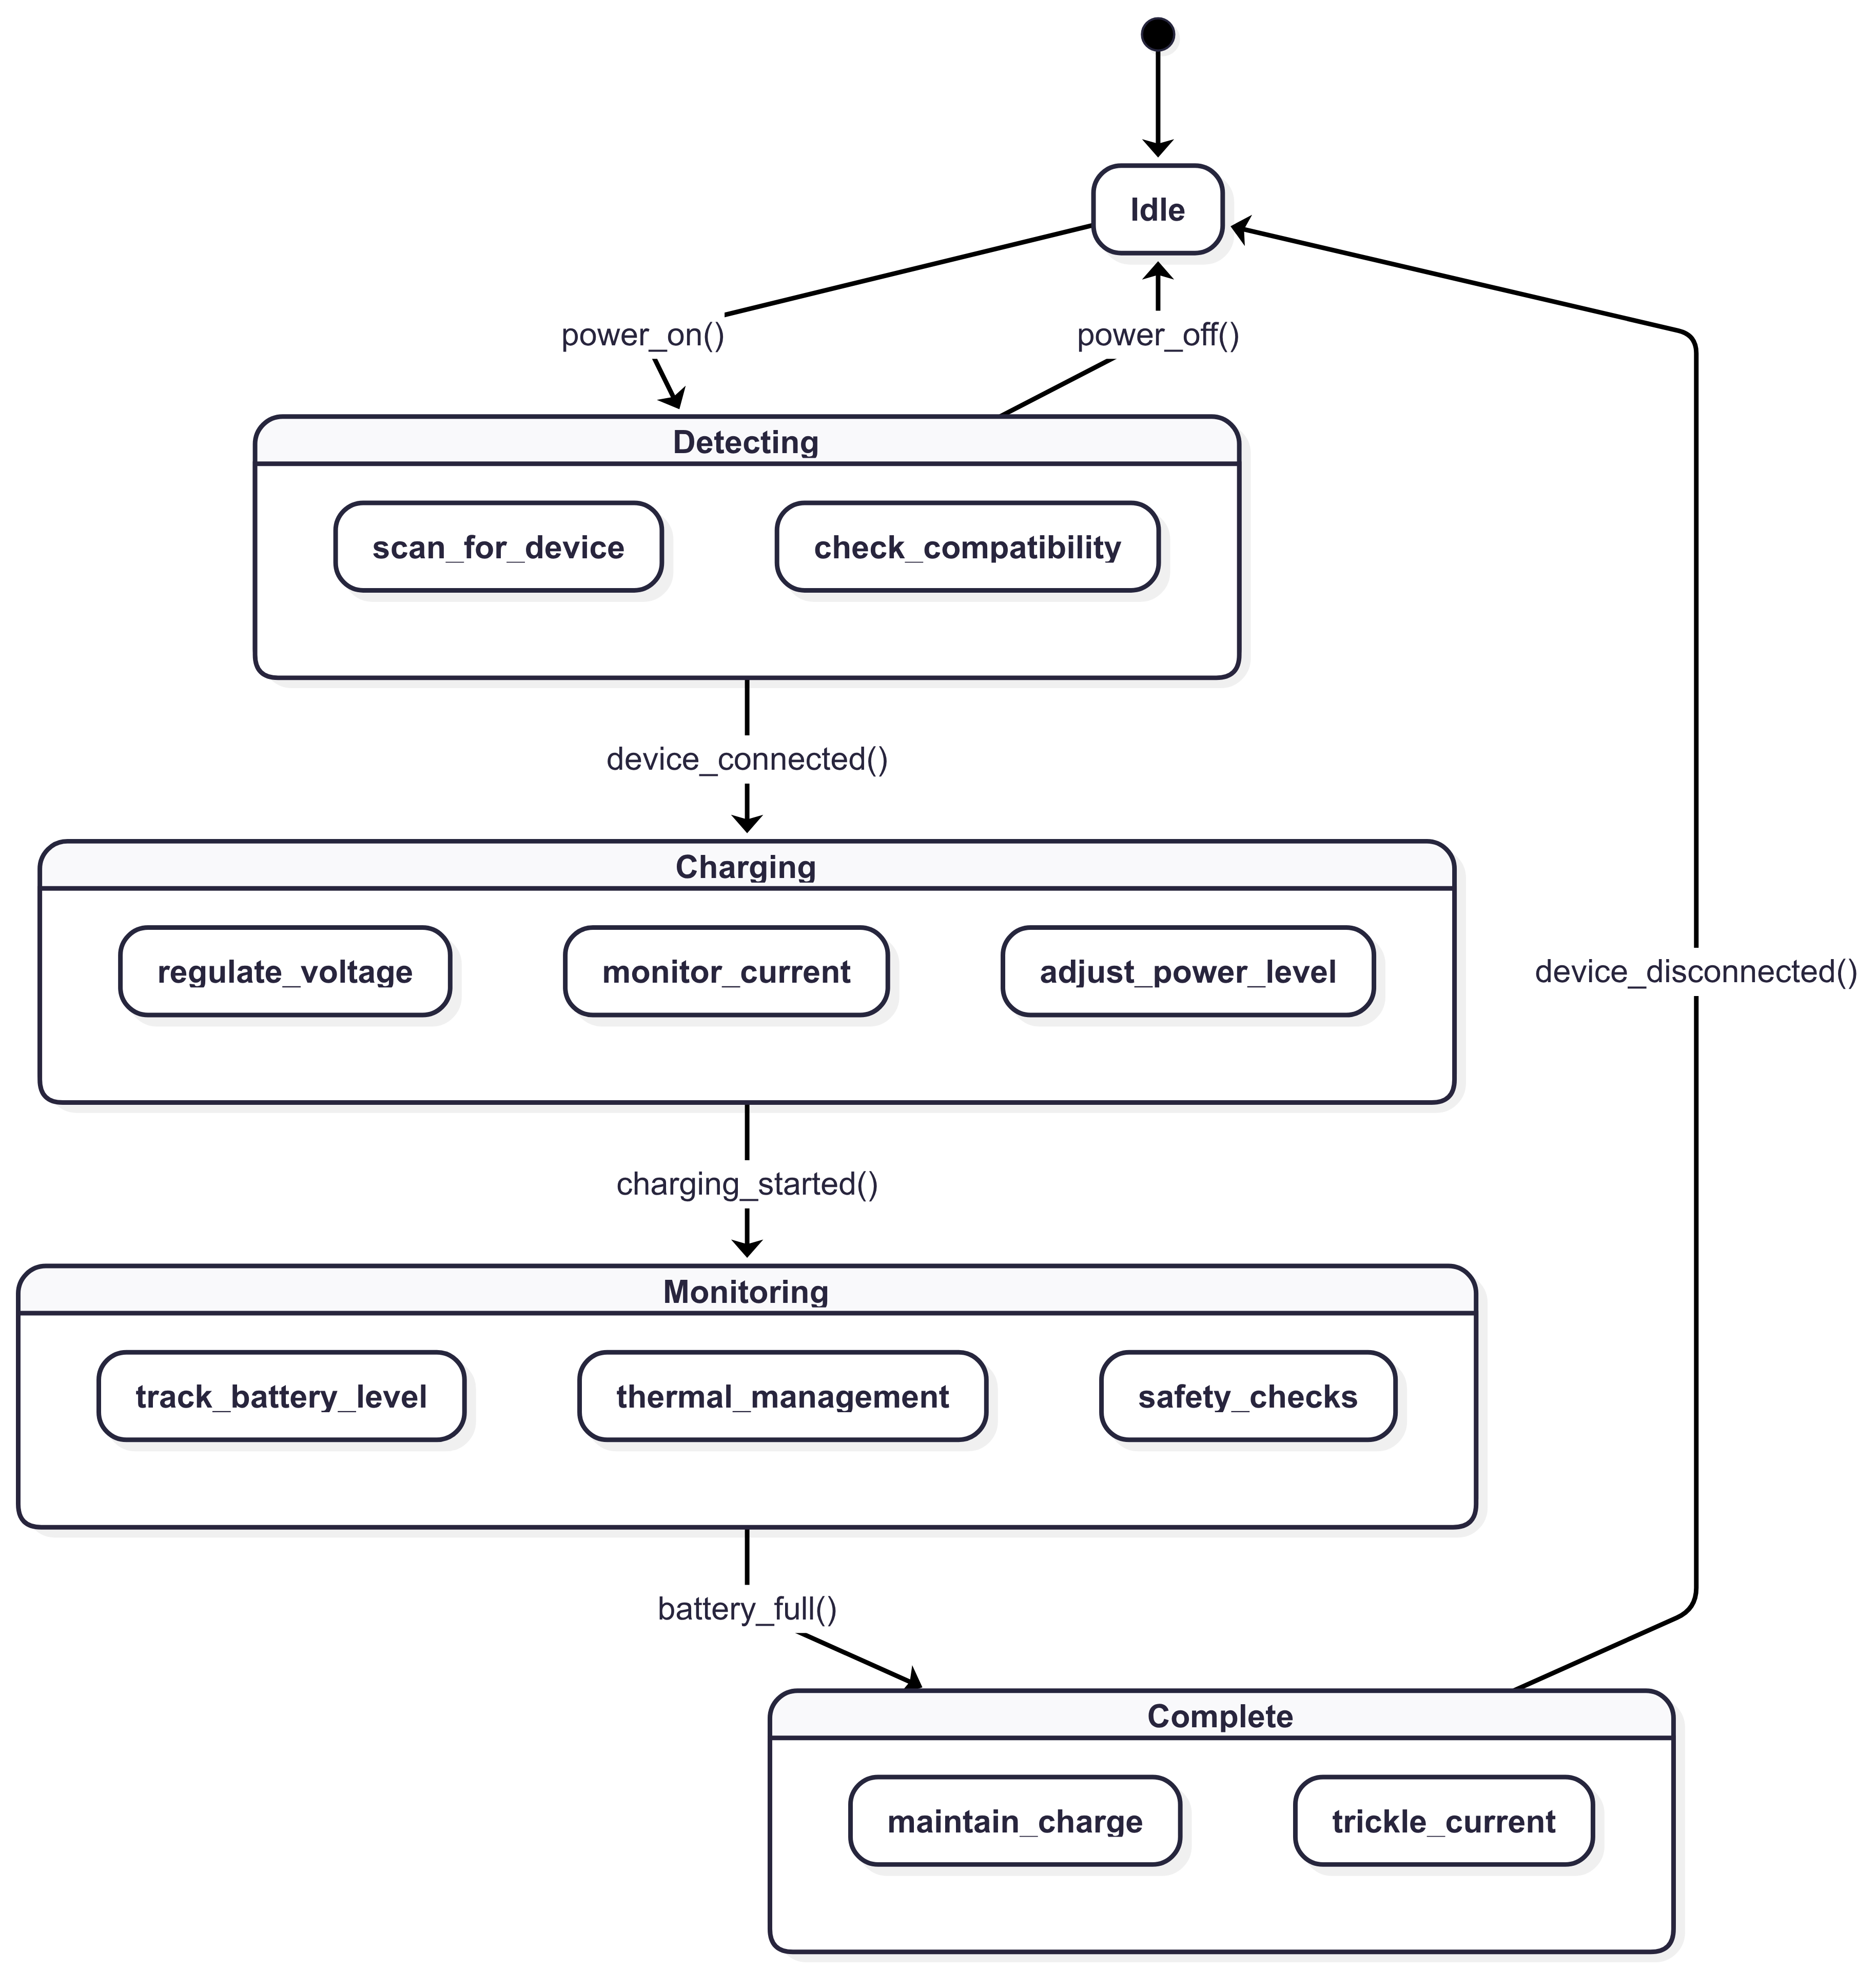 Idle
power_on()
power_off()
Detecting
scan_for_device
check_compatibility
device_connected()
Charging
regulate_voltage
monitor_current
adjust_power_level
device_disconnected()
charging_started()
Monitoring
track_battery_level
thermal_management
safety_checks
battery_full()
Complete
maintain_charge
trickle_current